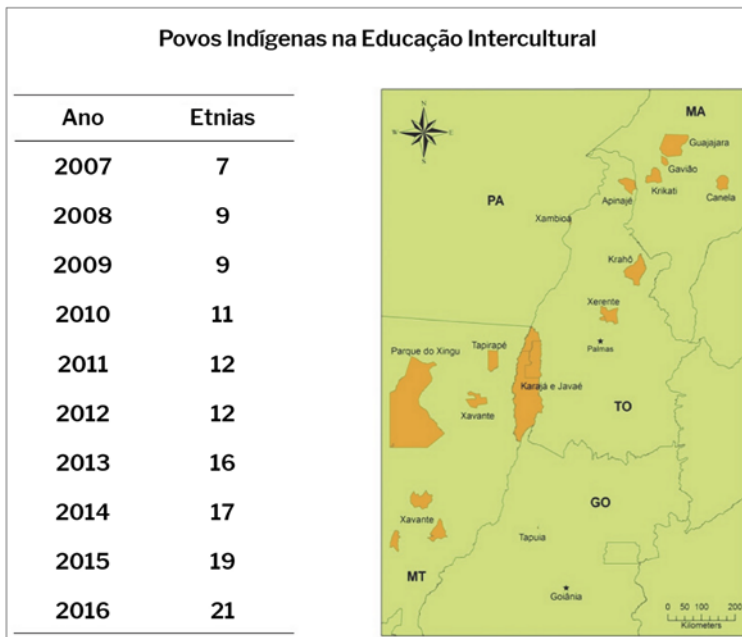 Povos Indígenas na Educação Intercultural
Ano Etnias
2007 7
2008 9
2009 9
2010 11
2011 12
2012 12
2013 16
2014 17
2015 19
2016 21
N
E
S
MA
Guajajara
Gavião
Krikati
Canela
Apinajé
PA
Xambioá
Krahô
Xerente
Palmas
Parque do Xingu
Tapirapé
Karajá e Javaé
Xavante
TO
Xavante
GO
Tapuia
MT
Goiânia
0 50 100 200
Kilometers